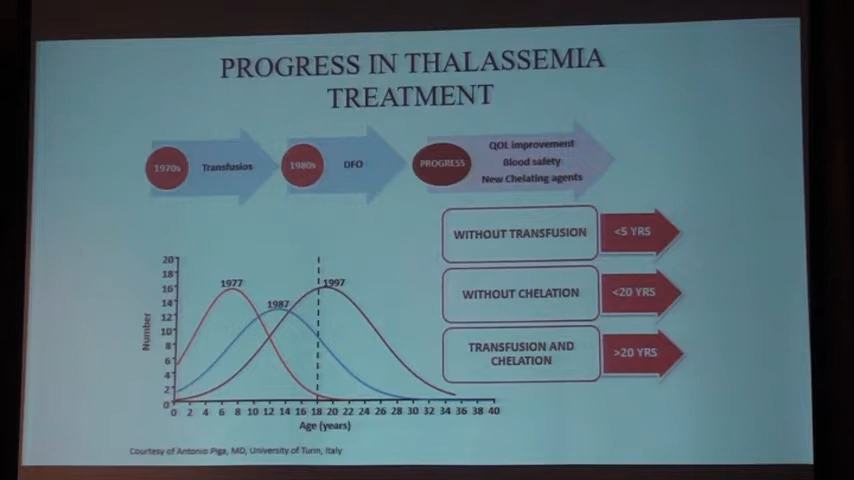 PROGRESS IN THALASSEMIA
TREATMENT
1970s
Transfusion
1980s
DFO
PROGRESS
QOL improvement
Blood safety
New Chelating agents
WITHOUT TRANSFUSION
<5 YRS
WITHOUT CHELATION
<20 YRS
TRANSFUSION AND
CHELATION
>20 YRS
20
18
16
14
12
10
8
6
4
2
0
Number
1977
1987
1997
0 2 4 6 8 10 12 14 16 18 20 22 24 26 28 30 32 34 36 38 40
Age (years)
Courtesy of Antonio Piga, MD, University of Turin, Italy